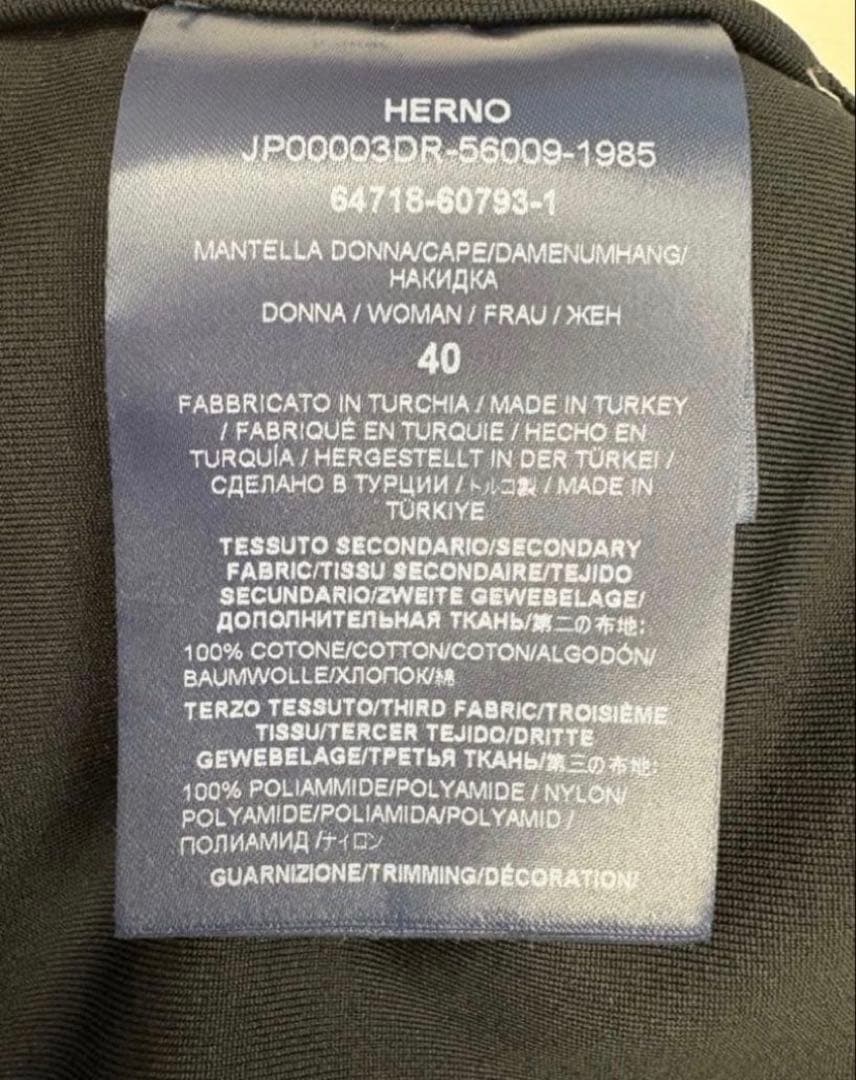 HERNO
JP00003DR-56009-1985
64718-60793-1
MANTELLA DONNA/CAPE/DAMENUMHANG/
НАКИДКА
DONNA / WOMAN / FRAU / ЖЕН
40
FABBRICATO IN TURCHIA / MADE IN TURKEY
/ FABRIQUÉ EN TURQUIE / HECHO EN
TURQUÍA / HERGESTELLT IN DER TÜRKEI /
СДЕЛАНО В ТУРЦИИ / トルコ製 / MADE IN
TÜRKIYE
TESSUTO SECONDARIO/SECONDARY
FABRIC/TISSU SECONDAIRE/TEJIDO
SECUNDARIO/ZWEITE GEWEBELAGE/
ДОПОЛНИТЕЛЬНАЯ ТКАНЬ/第二の布地:
100% COTONE/COTTON/COTON/ALGODÓN/
BAUMWOLLE/ХЛОПОК/綿
TERZO TESSUTO/THIRD FABRIC/TROISIÈME
TISSU/TERCER TEJIDO/DRITTE
GEWEBELAGE/ТРЕТЬЯ ТКАНЬ/第三の布地:
100% POLIAMMIDE/POLYAMIDE / NYLON/
POLYAMIDE/POLIAMIDA/POLYAMID /
ПОЛИАМИД /ナイロン
GUARNIZIONE/TRIMMING/DÉCORATION/